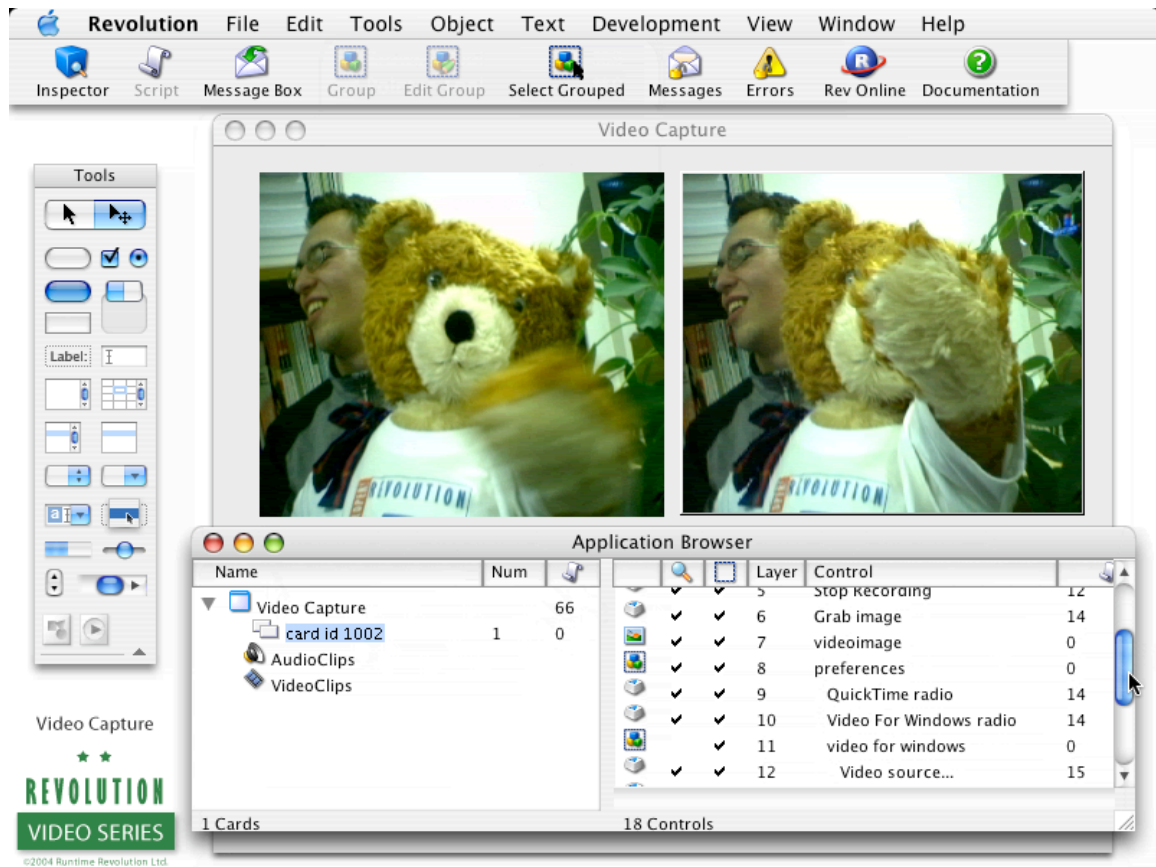 Revolution File Edit Tools Object Text Development View Window Help
Inspector Script Message Box Group Edit Group Select Grouped Messages Errors Rev Online Documentation
Video Capture
Tools
Label:
REVOLUTION
REVOLUTION
Application Browser
Name Num
Video Capture 66
card id 1002 1 0
AudioClips
VideoClips
1 Cards
Layer Control
5 Stop Recording 12
6 Grab image 14
7 videoimage 0
8 preferences 0
9 QuickTime radio 14
10 Video For Windows radio 14
11 video for windows 0
12 Video source... 15
18 Controls
Video Capture
REVOLUTION
VIDEO SERIES
©2004 Runtime Revolution Ltd.